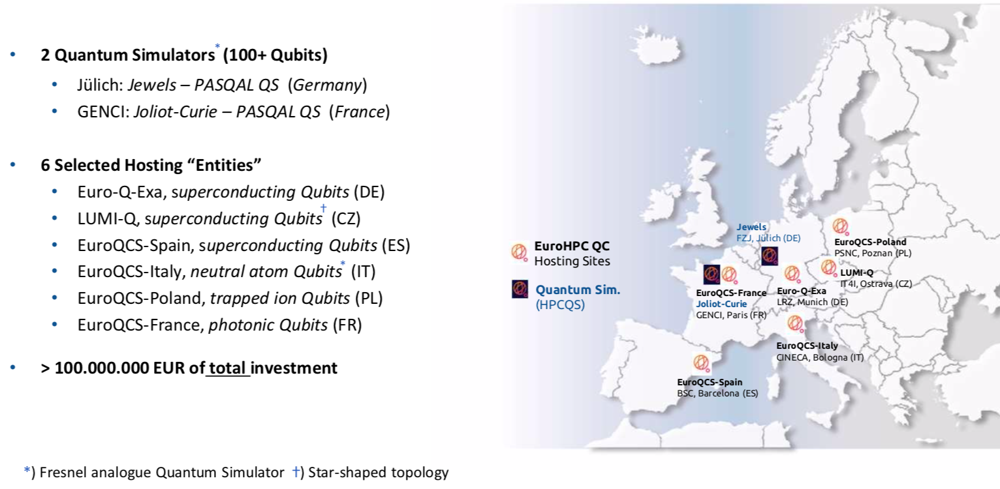 • 2 Quantum Simulators* (100+ Qubits)
• Jülich: Jewels – PASQAL QS (Germany)
• GENCI: Joliot-Curie – PASQAL QS (France)
• 6 Selected Hosting “Entities”
• Euro-Q-Exa, superconducting Qubits (DE)
• LUMI-Q, superconducting Qubits† (CZ)
• EuroQCS-Spain, superconducting Qubits (ES)
• EuroQCS-Italy, neutral atom Qubits* (IT)
• EuroQCS-Poland, trapped ion Qubits (PL)
• EuroQCS-France, photonic Qubits (FR)
• > 100.000.000 EUR of total investment
*) Fresnel analogue Quantum Simulator †) Star-shaped topology
EuroHPC QC
Hosting Sites
Quantum Sim.
(HPCQS)
Jewels
FZJ, Jülich (DE)
EuroQCS-Poland
PSNC, Poznan (PL)
LUMI-Q
IT4I, Ostrava (CZ)
EuroQCS-France
Joliot-Curie
GENCI, Paris (FR)
Euro-Q-Exa
LRZ, Munich (DE)
EuroQCS-Italy
CINECA, Bologna (IT)
EuroQCS-Spain
BSC, Barcelona (ES)